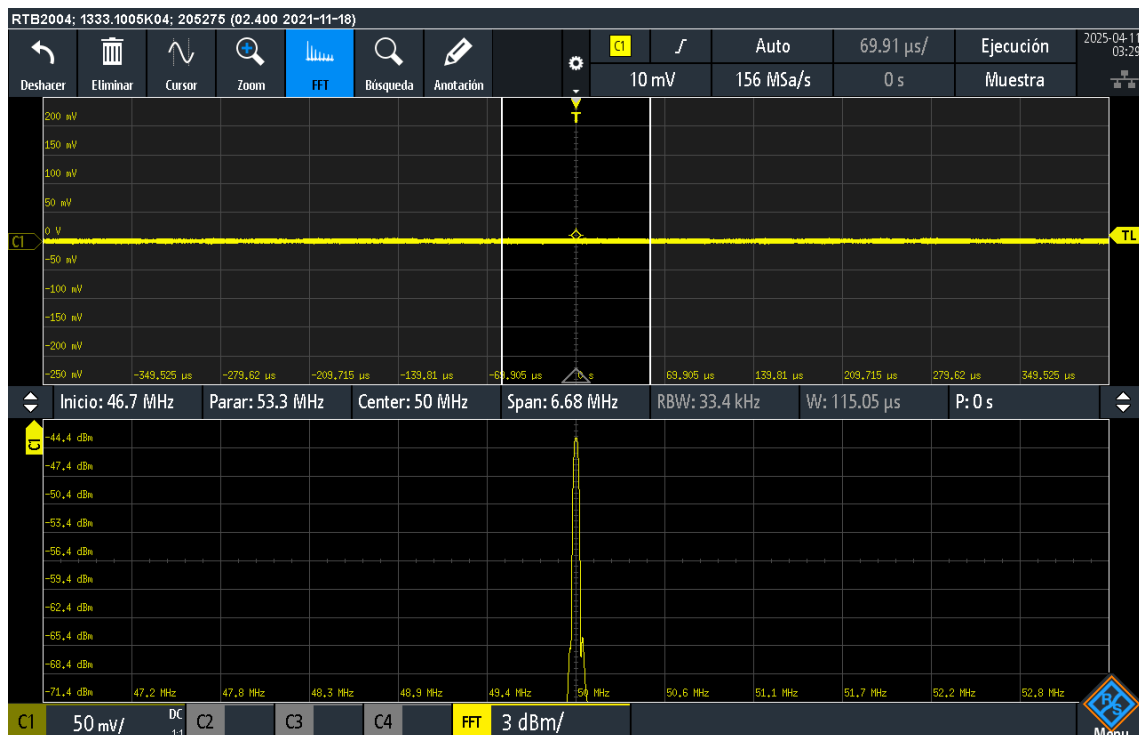 RTB2004; 1333.1005K04; 205275 (02.400 2021-11-18)
Deshacer Eliminar Cursor Zoom FFT Búsqueda Anotación
C1 Auto 69.91 µs/ Ejecución
10 mV 156 MSa/s 0 s Muestra
2025-04-11
03:29
200 mV
T
150 mV
100 mV
50 mV
0 V
C1
TL
-50 mV
-100 mV
-150 mV
-200 mV
-250 mV -349,525 µs -279,62 µs -209,715 µs -139,81 µs -69,905 µs 0 s 69,905 µs 139,81 µs 209,715 µs 279,62 µs 349,525 µs
Inicio: 46.7 MHz Parar: 53.3 MHz Center: 50 MHz Span: 6.68 MHz RBW: 33.4 kHz W: 115.05 µs P: 0 s
C1
-44,4 dBm
-47,4 dBm
-50,4 dBm
-53,4 dBm
-56,4 dBm
-59,4 dBm
-62,4 dBm
-65,4 dBm
-68,4 dBm
-71,4 dBm 47,2 MHz 47,8 MHz 48,3 MHz 48,9 MHz 49,4 MHz 50 MHz 50,6 MHz 51,1 MHz 51,7 MHz 52,2 MHz 52,8 MHz
C1 50 mV/ DC 1:1 C2 C3 C4 FFT 3 dBm/
R/S
Menu